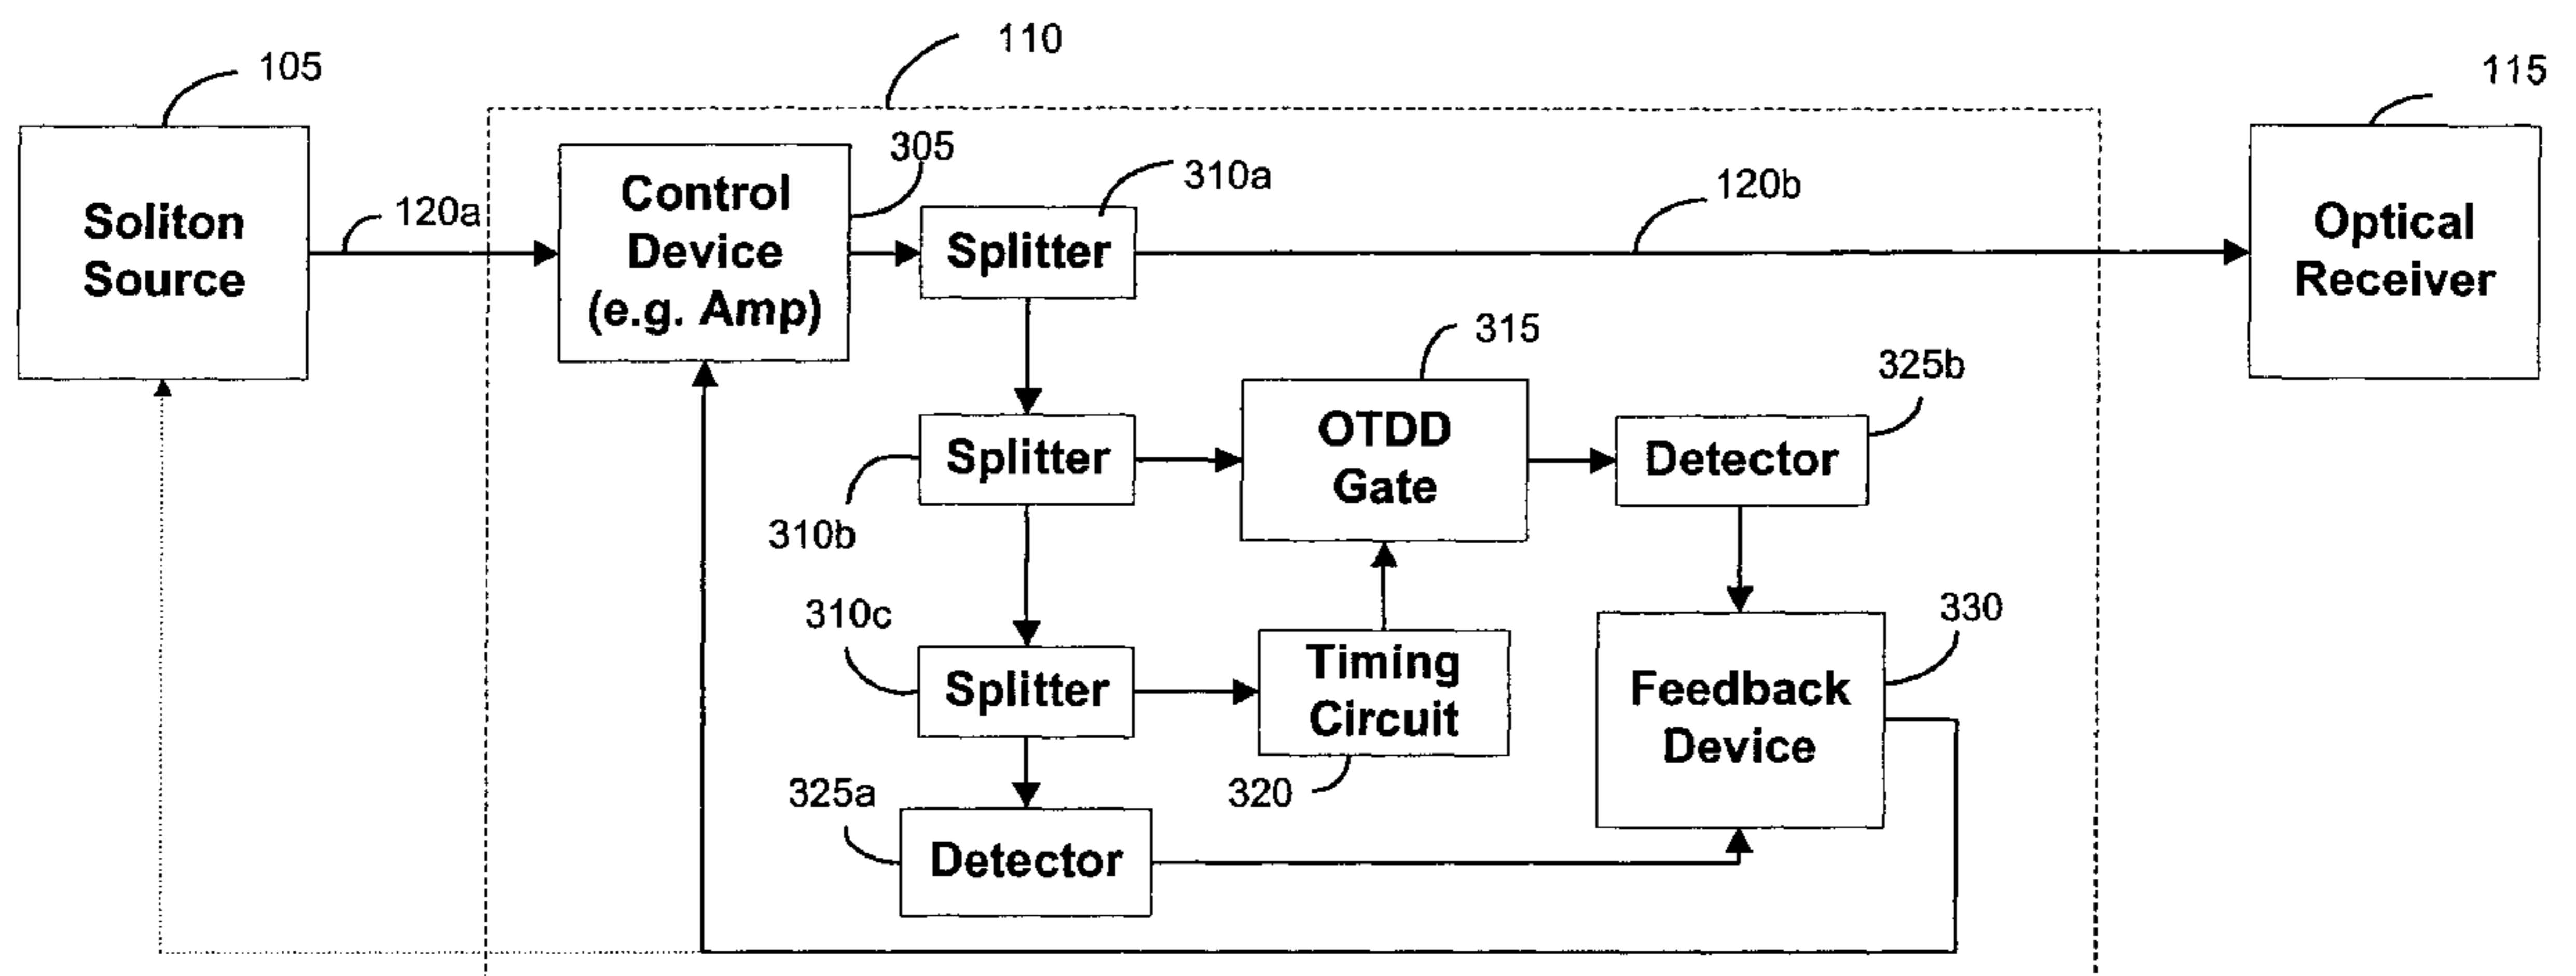 110
105
115
305
Control
Device
(e.g. Amp)
310a
120b
Soliton
Source
120a
Splitter
Optical
Receiver
315
325b
OTDD
Gate
Splitter
Detector
310b
310c
330
Splitter
Timing
Circuit
Feedback
Device
325a
320
Detector